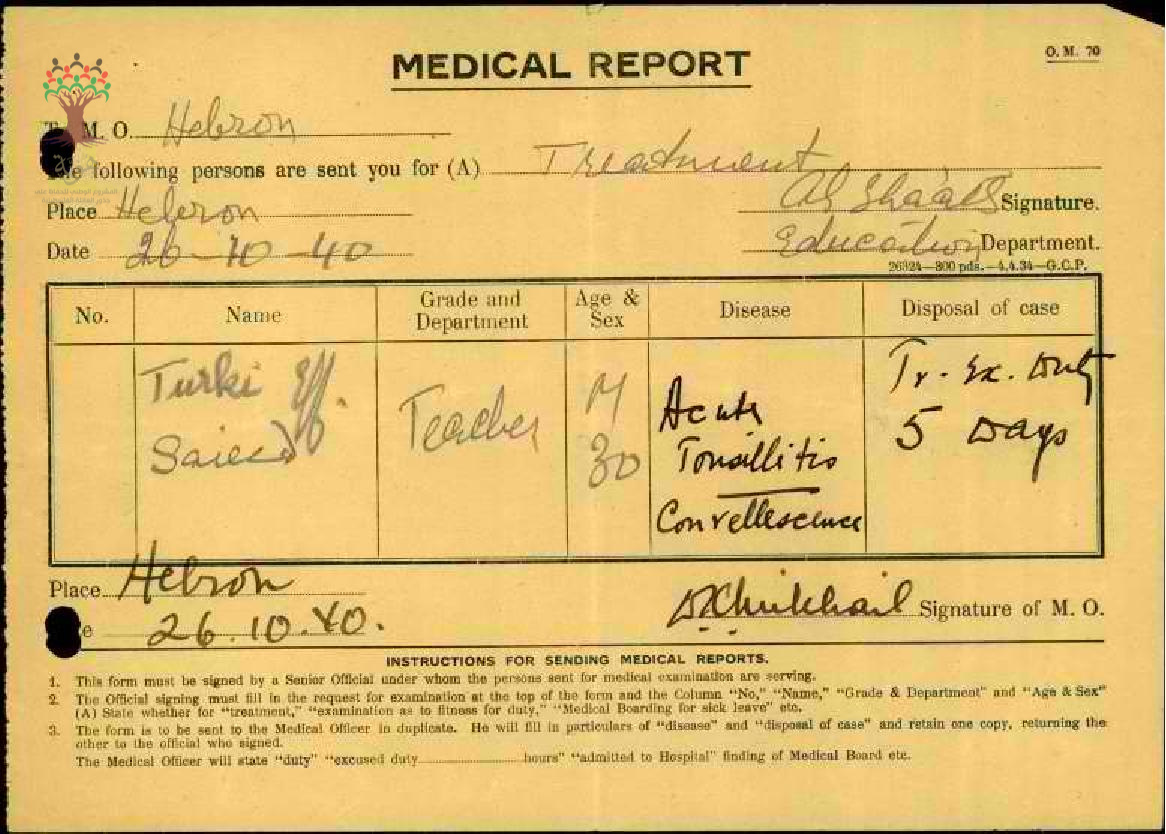 O. M. 70
MEDICAL REPORT
M. O. Hebron
following persons are sent you for (A) Treatment
Place Hebron
Signature.
Date 26-10-40
Education Department.
26324—800 pds.—4.4.34—G.C.P.
No. Name Grade and Department Age & Sex Disease Disposal of case
Turki Eff. Teacher M Acute Tr. Ex. Duty
Saieed 30 Tonsillitis 5 Days
Convellescence
Place Hebron
Signature of M. O.
26.10.40.
INSTRUCTIONS FOR SENDING MEDICAL REPORTS.
1. This form must be signed by a Senior Official under whom the persons sent for medical examination are serving.
2. The Official signing must fill in the request for examination at the top of the form and the Column "No," "Name," "Grade & Department" and "Age & Sex"
(A) State whether for "treatment," "examination as to fitness for duty," "Medical Boarding for sick leave" etc.
3. The form is to be sent to the Medical Officer in duplicate. He will fill in particulars of "disease" and "disposal of case" and retain one copy, returning the
other to the official who signed.
The Medical Officer will state "duty" "excused duty hours" "admitted to Hospital" finding of Medical Board etc.